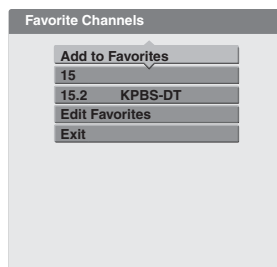 Favorite Channels
Add to Favorites
15
15.2 KPBS-DT
Edit Favorites
Exit